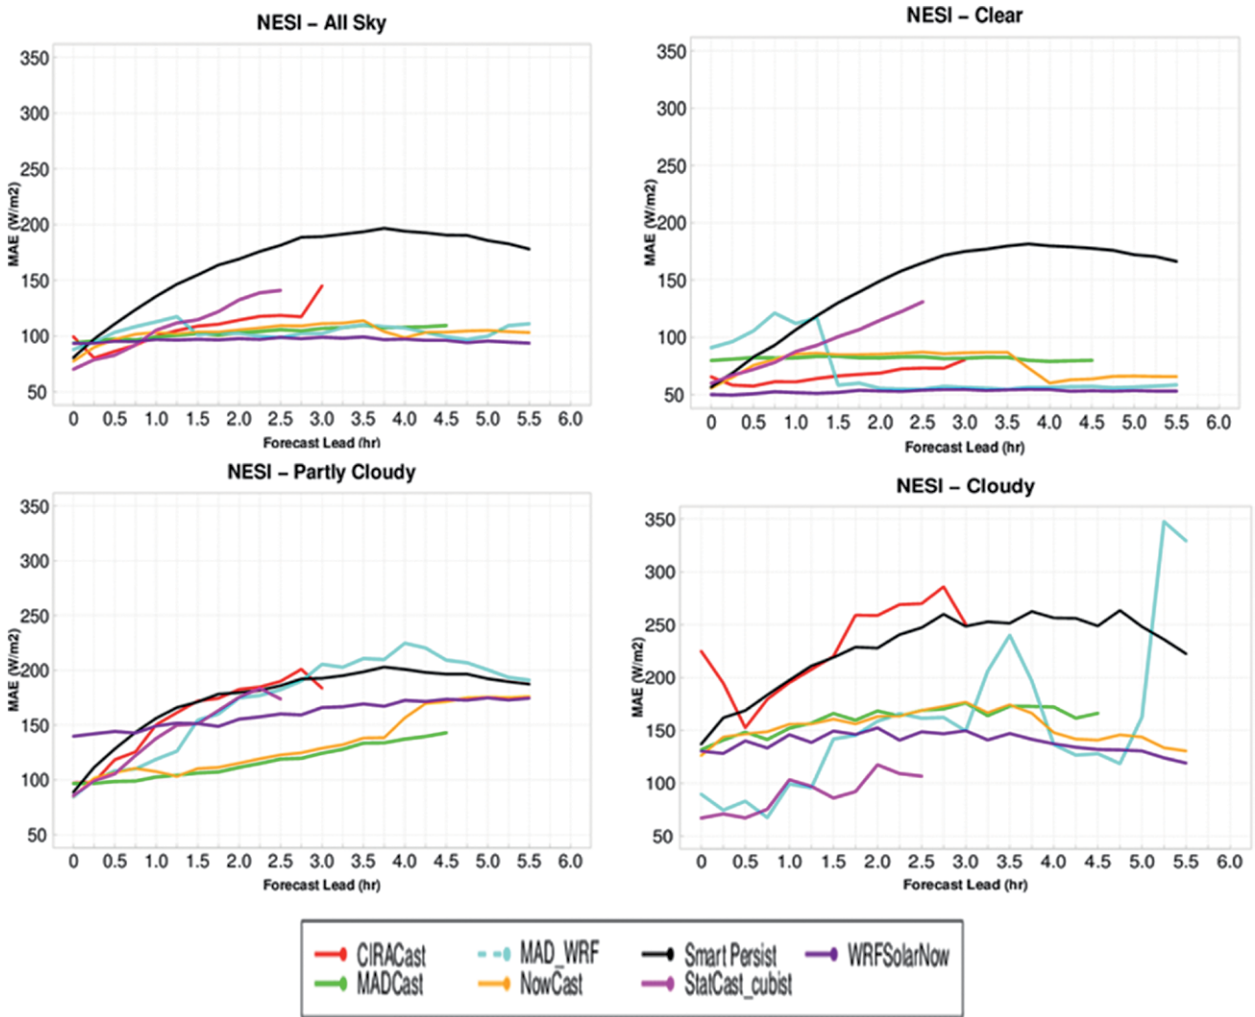 NESI – All Sky
MAE (W/m2)
350
300
250
200
150
100
50
0 0.5 1.0 1.5 2.0 2.5 3.0 3.5 4.0 4.5 5.0 5.5 6.0
Forecast Lead (hr)
NESI – Clear
MAE (W/m2)
350
300
250
200
150
100
50
0 0.5 1.0 1.5 2.0 2.5 3.0 3.5 4.0 4.5 5.0 5.5 6.0
Forecast Lead (hr)
NESI – Partly Cloudy
MAE (W/m2)
350
300
250
200
150
100
50
0 0.5 1.0 1.5 2.0 2.5 3.0 3.5 4.0 4.5 5.0 5.5 6.0
Forecast Lead (hr)
NESI – Cloudy
MAE (W/m2)
350
300
250
200
150
100
50
0 0.5 1.0 1.5 2.0 2.5 3.0 3.5 4.0 4.5 5.0 5.5 6.0
Forecast Lead (hr)
CIRACast MAD_WRF Smart Persist WRFSolarNow
MADCast NowCast StatCast_cubist